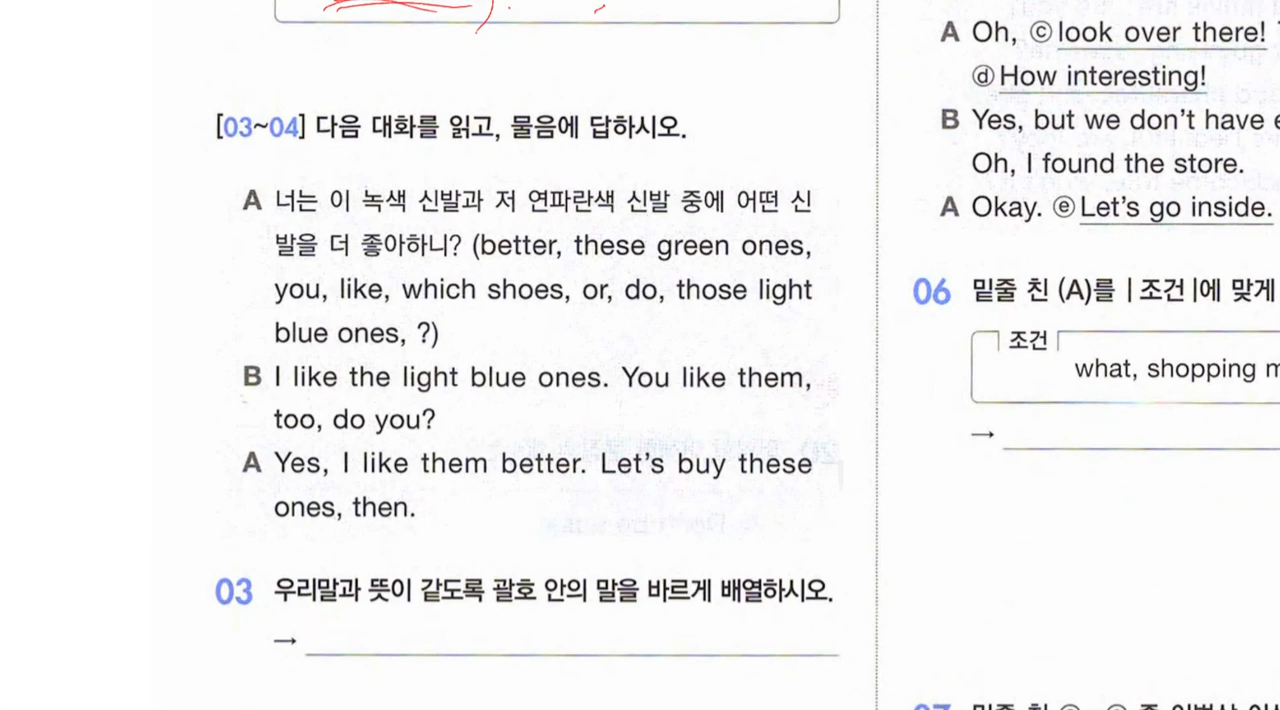 [03~04] 다음 대화를 읽고, 물음에 답하시오.
A 너는 이 녹색 신발과 저 연파란색 신발 중에 어떤 신
발을 더 좋아하니? (better, these green ones,
you, like, which shoes, or, do, those light
blue ones, ?)
B I like the light blue ones. You like them,
too, do you?
A Yes, I like them better. Let's buy these
ones, then.
03 우리말과 뜻이 같도록 괄호 안의 말을 바르게 배열하시오.
→
A Oh, ⓒlook over there!
ⓓHow interesting!
B Yes, but we don't have
Oh, I found the store.
A Okay. ⓔLet's go inside.
06 밑줄 친 (A)를 |조건|에 맞게
조건
what, shopping
→